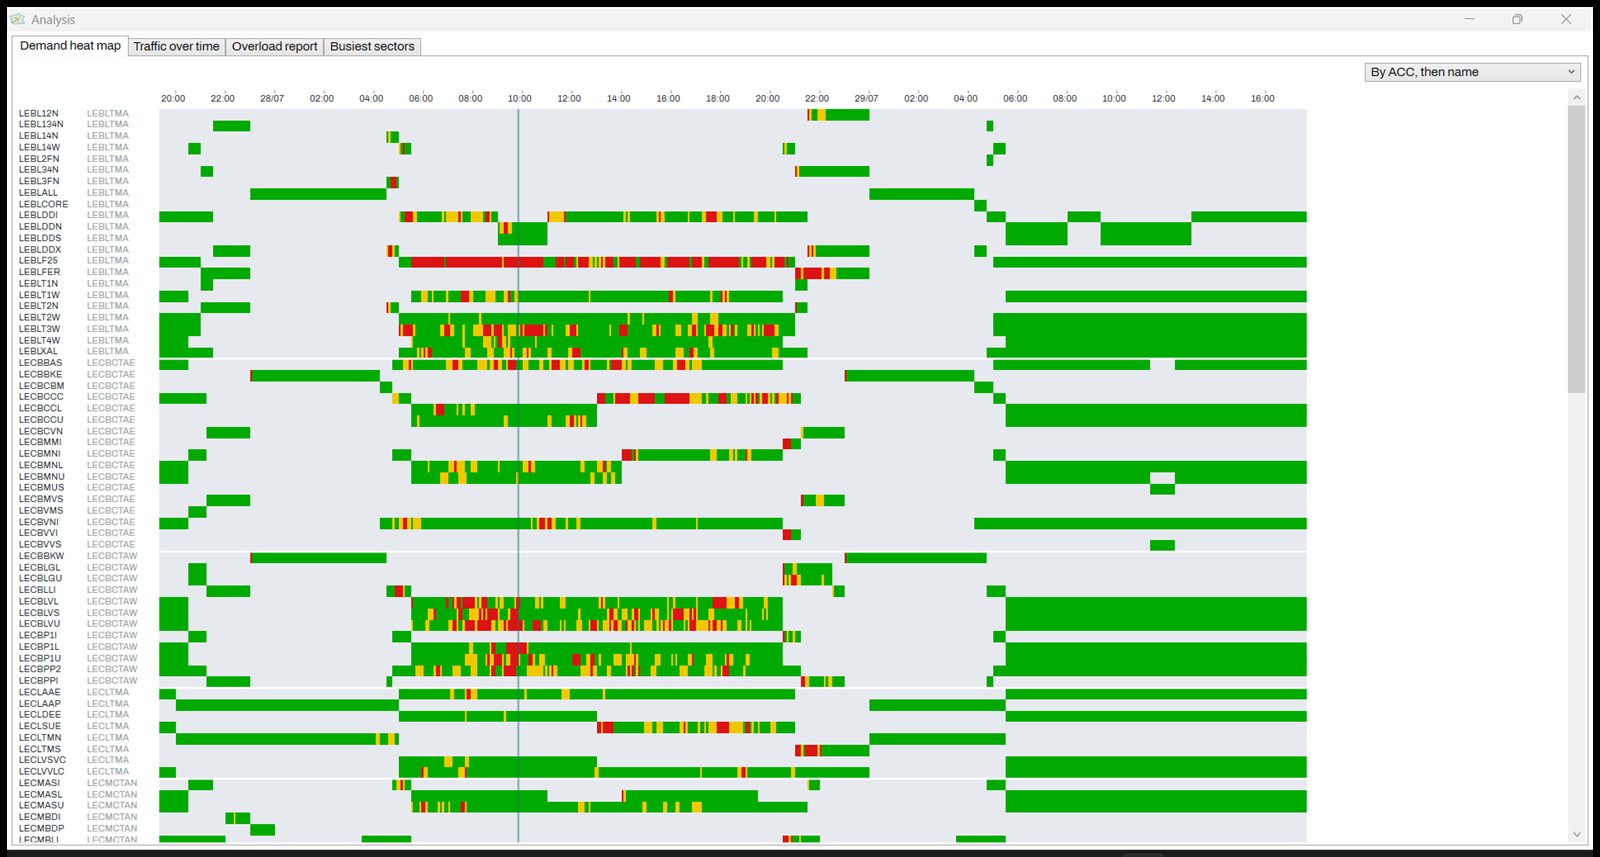 Analysis
Demand heat map Traffic over time Overload report Busiest sectors
By ACC, then name
20:00 22:00 28/07 02:00 04:00 06:00 08:00 10:00 12:00 14:00 16:00 18:00 20:00 22:00 29/07 02:00 04:00 06:00 08:00 10:00 12:00 14:00 16:00
LEBL12N LEBLTMA
LEBL134N LEBLTMA
LEBL14N LEBLTMA
LEBL14W LEBLTMA
LEBL2FN LEBLTMA
LEBL34N LEBLTMA
LEBL3FN LEBLTMA
LEBLALL LEBLTMA
LEBLCORE LEBLTMA
LEBLDDI LEBLTMA
LEBLDDN LEBLTMA
LEBLDDS LEBLTMA
LEBLDDX LEBLTMA
LEBLF25 LEBLTMA
LEBLFER LEBLTMA
LEBLT1N LEBLTMA
LEBLT1W LEBLTMA
LEBLT2N LEBLTMA
LEBLT2W LEBLTMA
LEBLT3W LEBLTMA
LEBLT4W LEBLTMA
LEBLXAL LEBLTMA
LECBBAS LECBCTAE
LECBBKE LECBCTAE
LECBCBM LECBCTAE
LECBCCC LECBCTAE
LECBCCL LECBCTAE
LECBCCU LECBCTAE
LECBCVN LECBCTAE
LECBMMI LECBCTAE
LECBMNI LECBCTAE
LECBMNL LECBCTAE
LECBMNU LECBCTAE
LECBMUS LECBCTAE
LECBMVS LECBCTAE
LECBVMS LECBCTAE
LECBVNI LECBCTAE
LECBVVI LECBCTAE
LECBVVS LECBCTAE
LECBBKW LECBCTAW
LECBLGL LECBCTAW
LECBLGU LECBCTAW
LECBLLI LECBCTAW
LECBLVL LECBCTAW
LECBLVS LECBCTAW
LECBLVU LECBCTAW
LECBP1I LECBCTAW
LECBP1L LECBCTAW
LECBP1U LECBCTAW
LECBPP2 LECBCTAW
LECBPPI LECBCTAW
LECLAAE LECLTMA
LECLAAP LECLTMA
LECLDEE LECLTMA
LECLSUE LECLTMA
LECLTMN LECLTMA
LECLTMS LECLTMA
LECLVSVC LECLTMA
LECLVVLC LECLTMA
LECMASI LECMCTAN
LECMASL LECMCTAN
LECMASU LECMCTAN
LECMBDI LECMCTAN
LECMBDP LECMCTAN
LECMBLI LECMCTAN